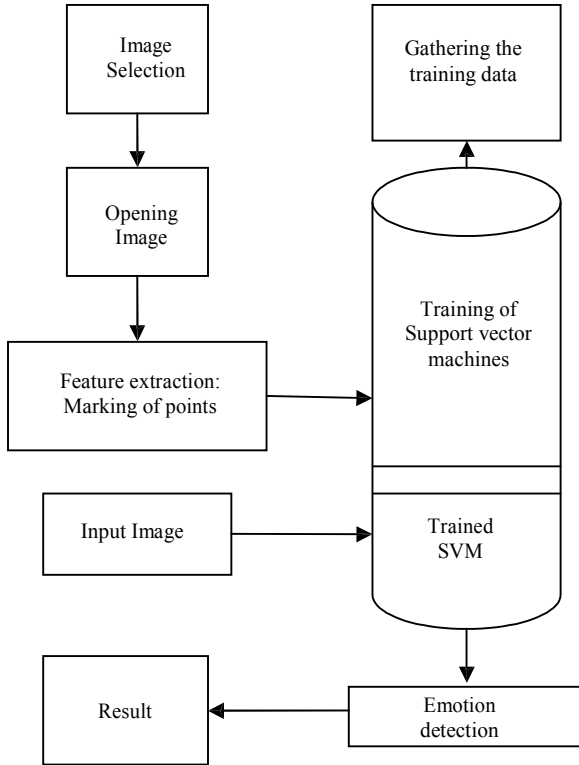 Image
Selection
Gathering the
training data
Opening
Image
Training of
Support vector
machines
Feature extraction:
Marking of points
Input Image
Trained
SVM
Result
Emotion
detection